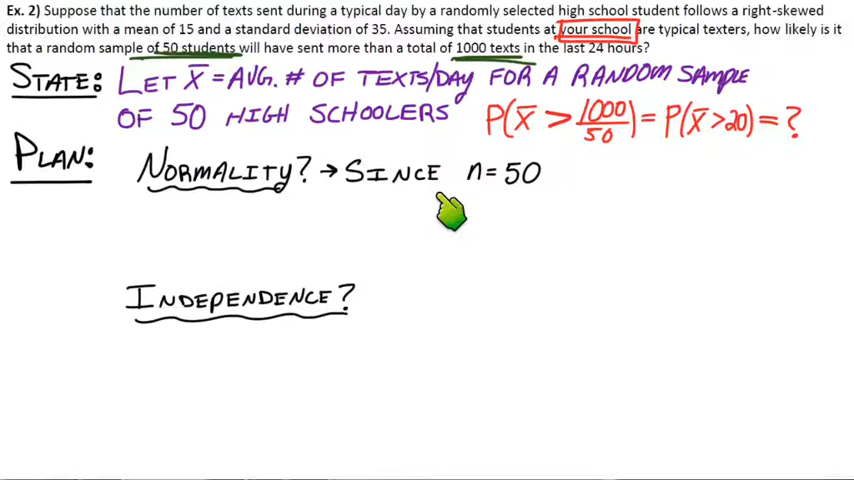 Ex. 2) Suppose that the number of texts sent during a typical day by a randomly selected high school student follows a right-skewed
distribution with a mean of 15 and a standard deviation of 35. Assuming that students at your school are typical texters, how likely is it
that a random sample of 50 students will have sent more than a total of 1000 texts in the last 24 hours?
STATE: LET X̄ = AVG. # OF TEXTS/DAY FOR A RANDOM SAMPLE
OF 50 HIGH SCHOOLERS P(X̄ > 1000/50) = P(X̄ > 20) = ?
PLAN: NORMALITY? → SINCE n = 50
INDEPENDENCE?